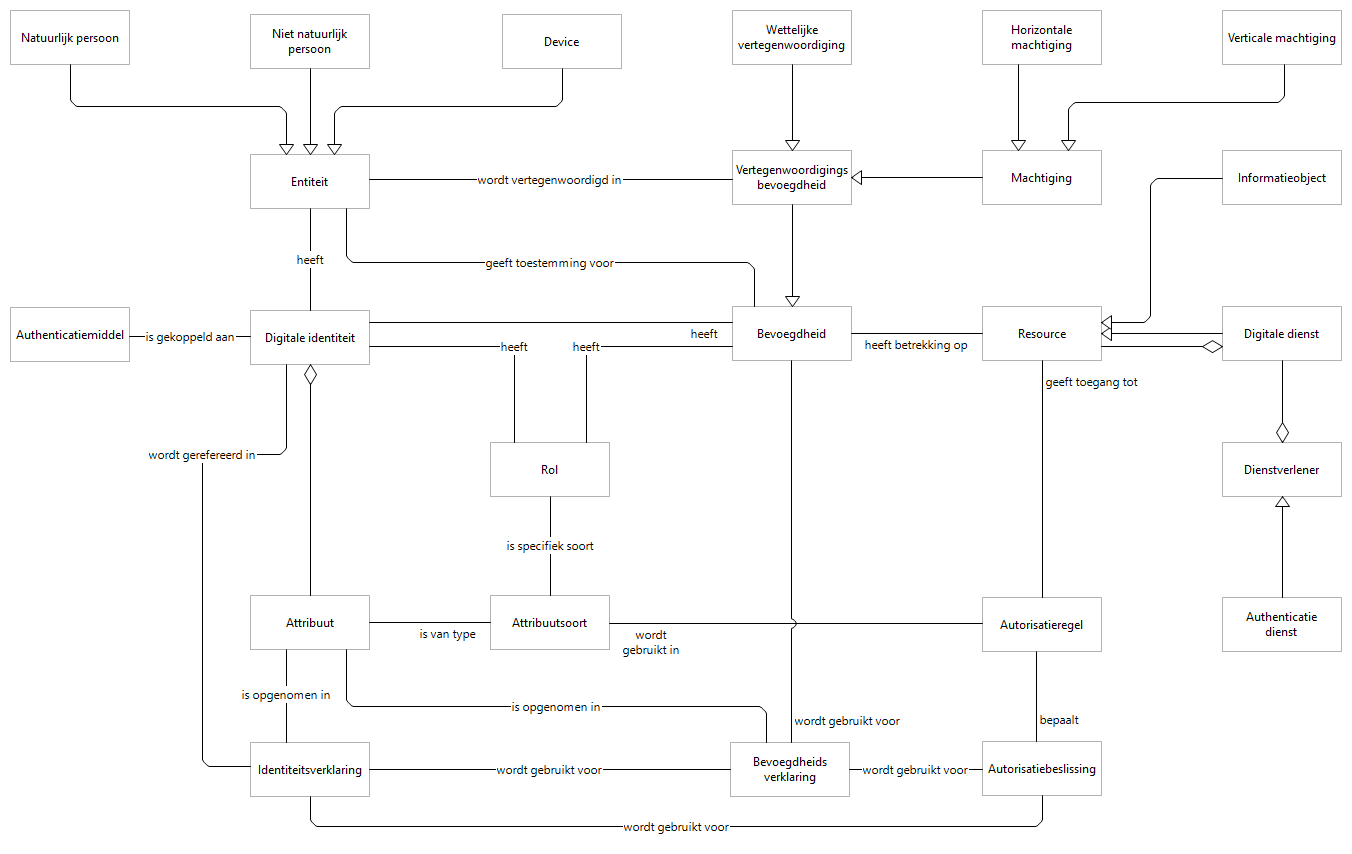 Natuurlijk persoon
Niet natuurlijk
persoon
Device
Wettelijke
vertegenwoordiging
Horizontale
machtiging
Verticale machtiging
Entiteit
wordt vertegenwoordigd in
Vertegenwoordigings
bevoegdheid
Machtiging
Informatieobject
heeft
geeft toestemming voor
Authenticatiemiddel
is gekoppeld aan
Digitale identiteit
heeft
Bevoegdheid
heeft betrekking op
Resource
Digitale dienst
heeft
heeft
geeft toegang tot
wordt gerefereerd in
Rol
Dienstverlener
is specifiek soort
Attribuut
is van type
Attribuutsoort
wordt
gebruikt in
Autorisatieregel
Authenticatie
dienst
is opgenomen in
is opgenomen in
wordt gebruikt voor
bepaalt
Identiteitsverklaring
wordt gebruikt voor
Bevoegdheids
verklaring
wordt gebruikt voor
Autorisatiebeslissing
wordt gebruikt voor